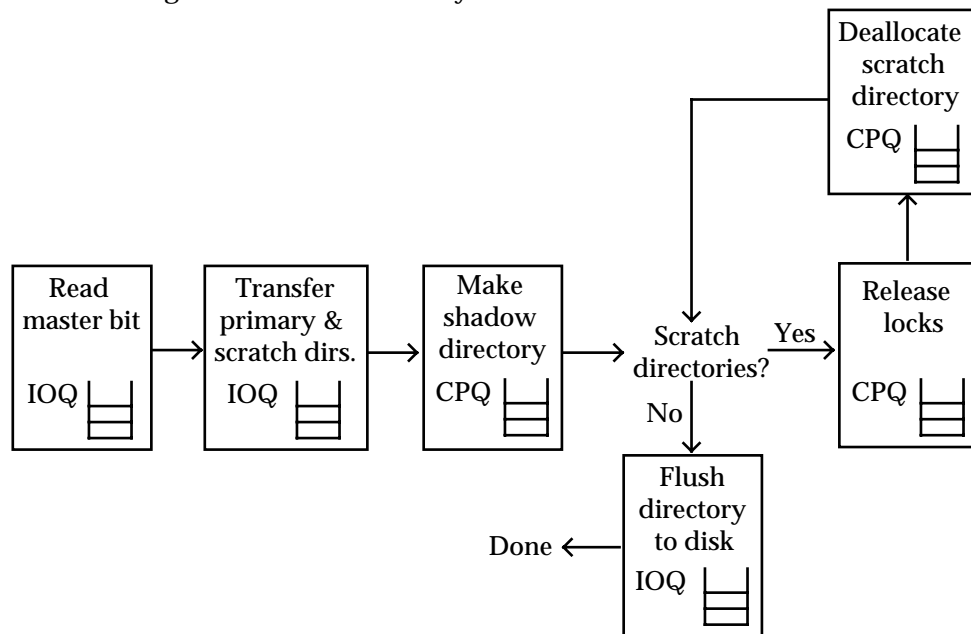 Deallocate
scratch
directory
CPQ
Read
master bit
IOQ
Transfer
primary &
scratch dirs.
IOQ
Make
shadow
directory
CPQ
Scratch
directories?
Yes
No
Release
locks
CPQ
Flush
directory
to disk
IOQ
Done